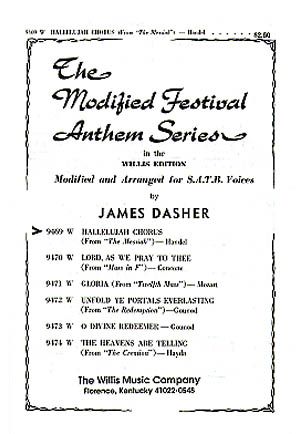 9469 W HALLELUJAH CHORUS (From "The Messiah") — Handel . . . . . . . $2.50
The
Modified Festival
Anthem Series
in the
WILLIS EDITION
Modified and Arranged for S.A.T.B. Voices
by
JAMES DASHER
9469 W HALLELUJAH CHORUS
(From "The Messiah") — Handel
9470 W LORD, AS WE PRAY TO THEE
(From "Mass in F") — Concone
9471 W GLORIA (From "Twelfth Mass") — Mozart
9472 W UNFOLD YE PORTALS EVERLASTING
(From "The Redemption") — Gounod
9473 W O DIVINE REDEEMER — Gounod
9474 W THE HEAVENS ARE TELLING
(From "The Creation") — Haydn
The Willis Music Company
Florence, Kentucky 41022-0548